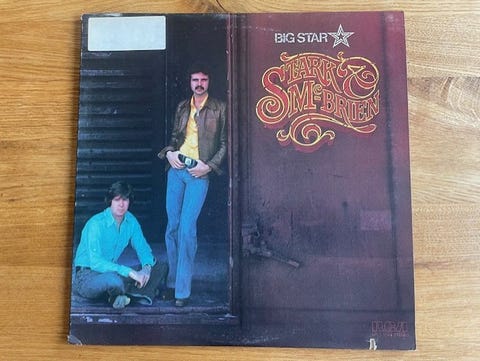 BIG STAR
STARK &
McBRIEN
RCA